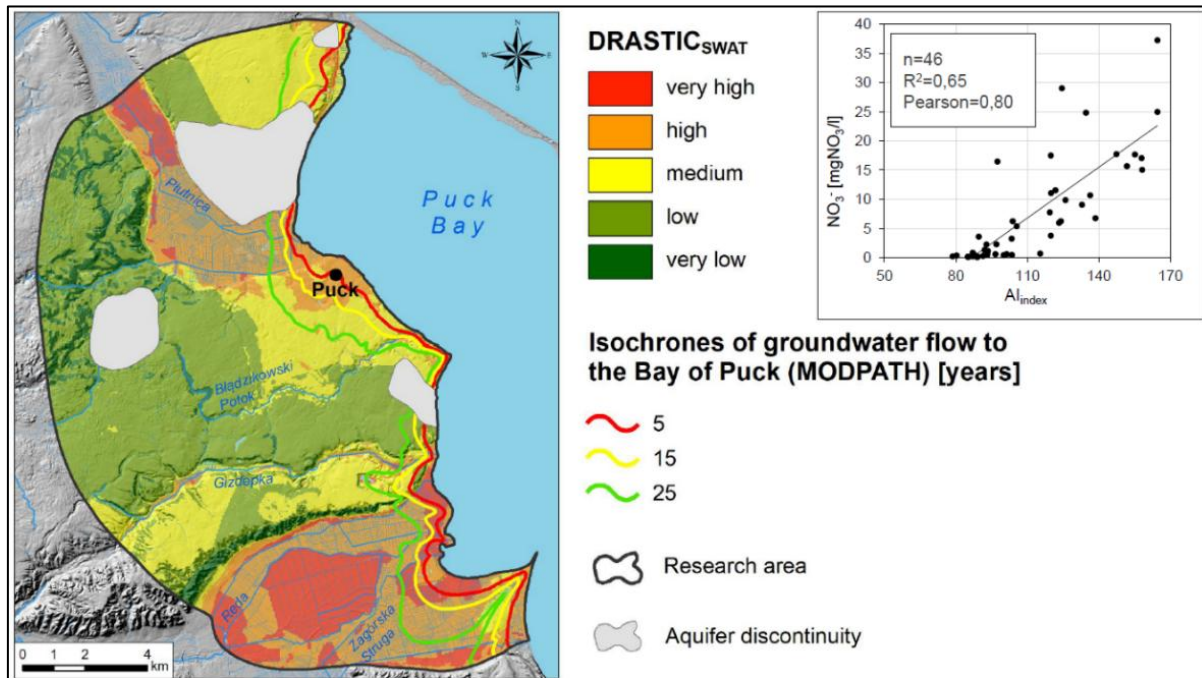 N
W
E
S
Płutnica
Puck
Bay
Puck
Błądzikowski
Potok
Gizdepka
Reda
Zagórska
Struga
0 1 2 4
km
DRASTICSWAT
very high
high
medium
low
very low
Isochrones of groundwater flow to
the Bay of Puck (MODPATH) [years]
5
15
25
Research area
Aquifer discontinuity
NO3- [mgNO3/l]
40
35
30
25
20
15
10
5
0
n=46
R2=0,65
Pearson=0,80
50 80 110 140 170
AIindex